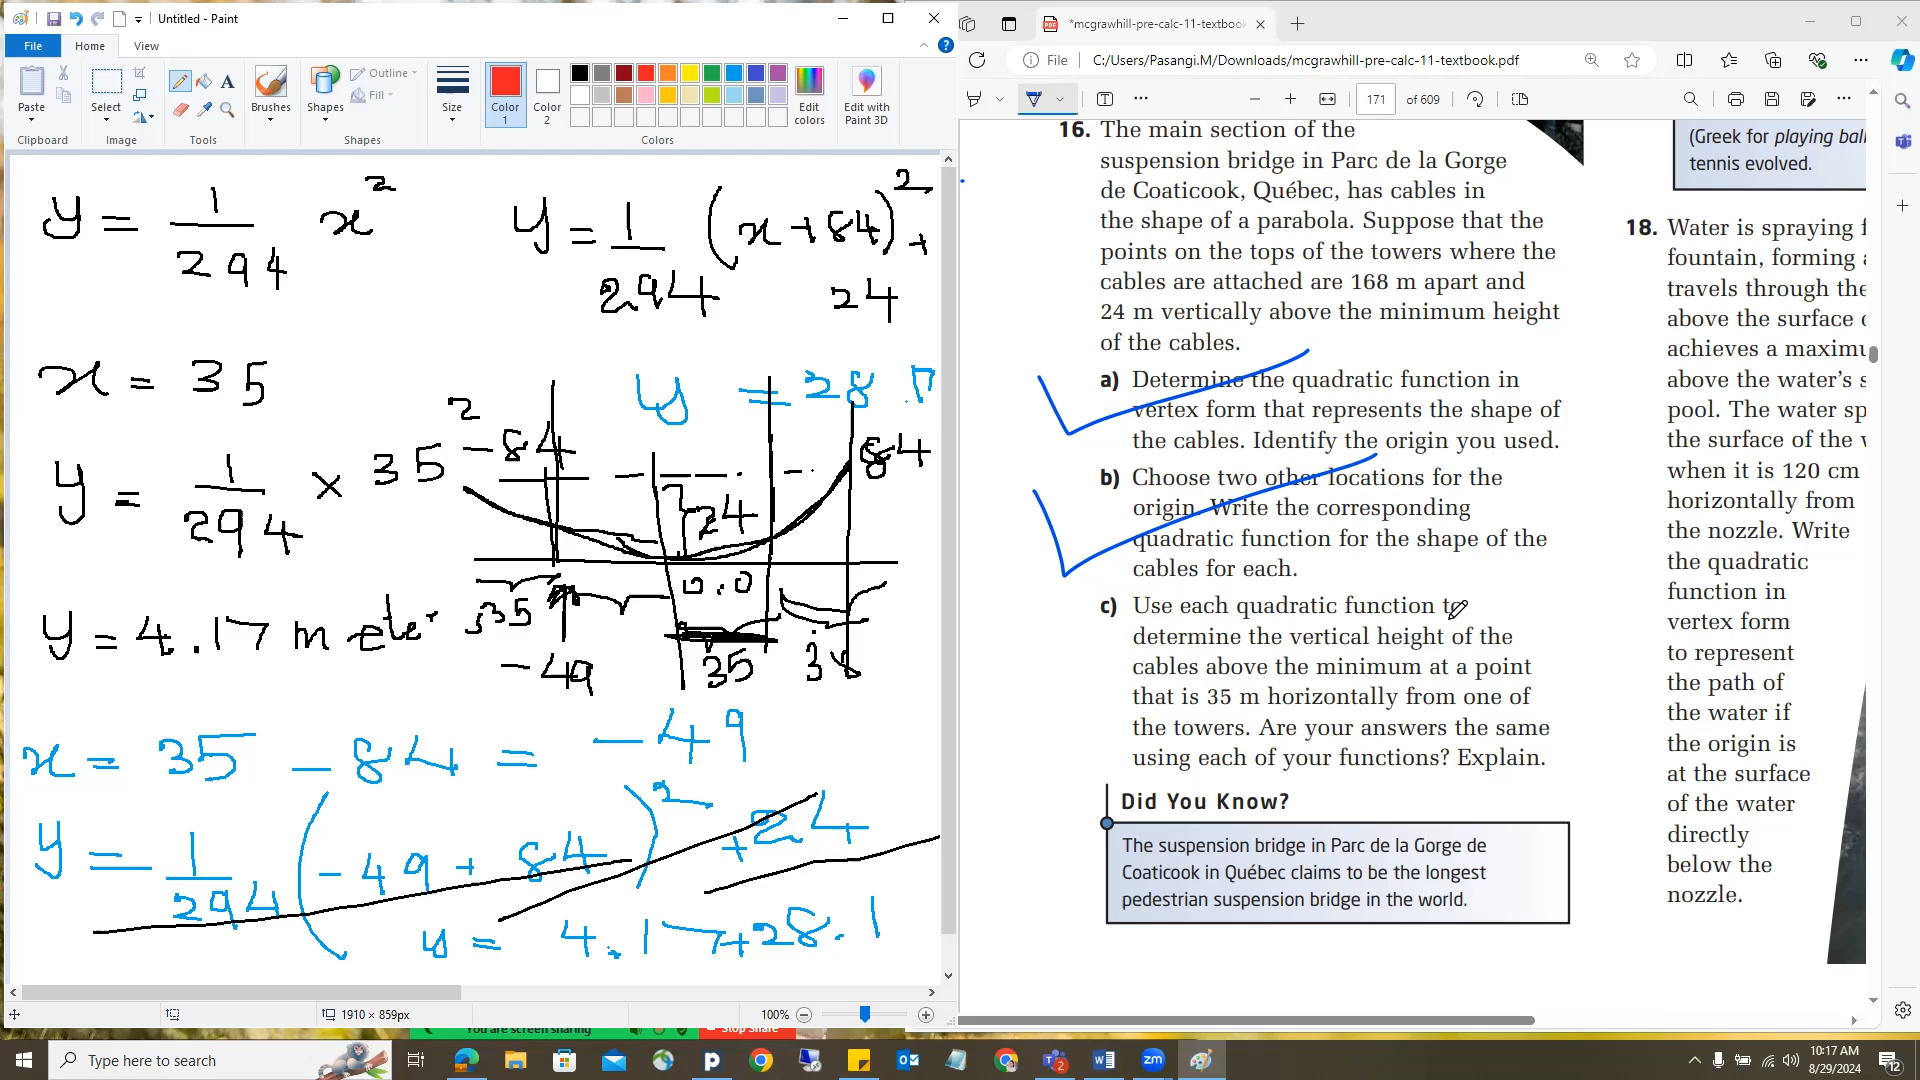 Untitled - Paint
File
Home
View
Paste
Select
Brushes
Shapes
Outline
Fill
Size
Color
1
Color
2
Edit
colors
Edit with
Paint 3D
Clipboard
Image
Tools
Shapes
Colors
y = 1/294 x²
y = 1/294 (x+84)² +
24
x = 35
y = 28.
-84
84
y = 1/294 × 35²
24
0.0
y = 4.17 meter
35
-49
35
x = 35 - 84 = -49
y = 1/294 (-49 + 84)² + 24
y = 4.17+28.1
100%
1910 × 859px
You are screen sharing
Stop Share
*mcgrawhill-pre-calc-11-textbook
File
C:/Users/Pasangi.M/Downloads/mcgrawhill-pre-calc-11-textbook.pdf
171
of 609
16. The main section of the
suspension bridge in Parc de la Gorge
de Coaticook, Québec, has cables in
the shape of a parabola. Suppose that the
points on the tops of the towers where the
cables are attached are 168 m apart and
24 m vertically above the minimum height
of the cables.
a) Determine the quadratic function in
vertex form that represents the shape of
the cables. Identify the origin you used.
b) Choose two other locations for the
origin. Write the corresponding
quadratic function for the shape of the
cables for each.
c) Use each quadratic function to
determine the vertical height of the
cables above the minimum at a point
that is 35 m horizontally from one of
the towers. Are your answers the same
using each of your functions? Explain.
Did You Know?
The suspension bridge in Parc de la Gorge de
Coaticook in Québec claims to be the longest
pedestrian suspension bridge in the world.
(Greek for playing ball
tennis evolved.
18. Water is spraying f
fountain, forming a
travels through the
above the surface o
achieves a maximu
above the water's s
pool. The water sp
the surface of the w
when it is 120 cm
horizontally from
the nozzle. Write
the quadratic
function in
vertex form
to represent
the path of
the water if
the origin is
at the surface
of the water
directly
below the
nozzle.
Type here to search
10:17 AM
8/29/2024